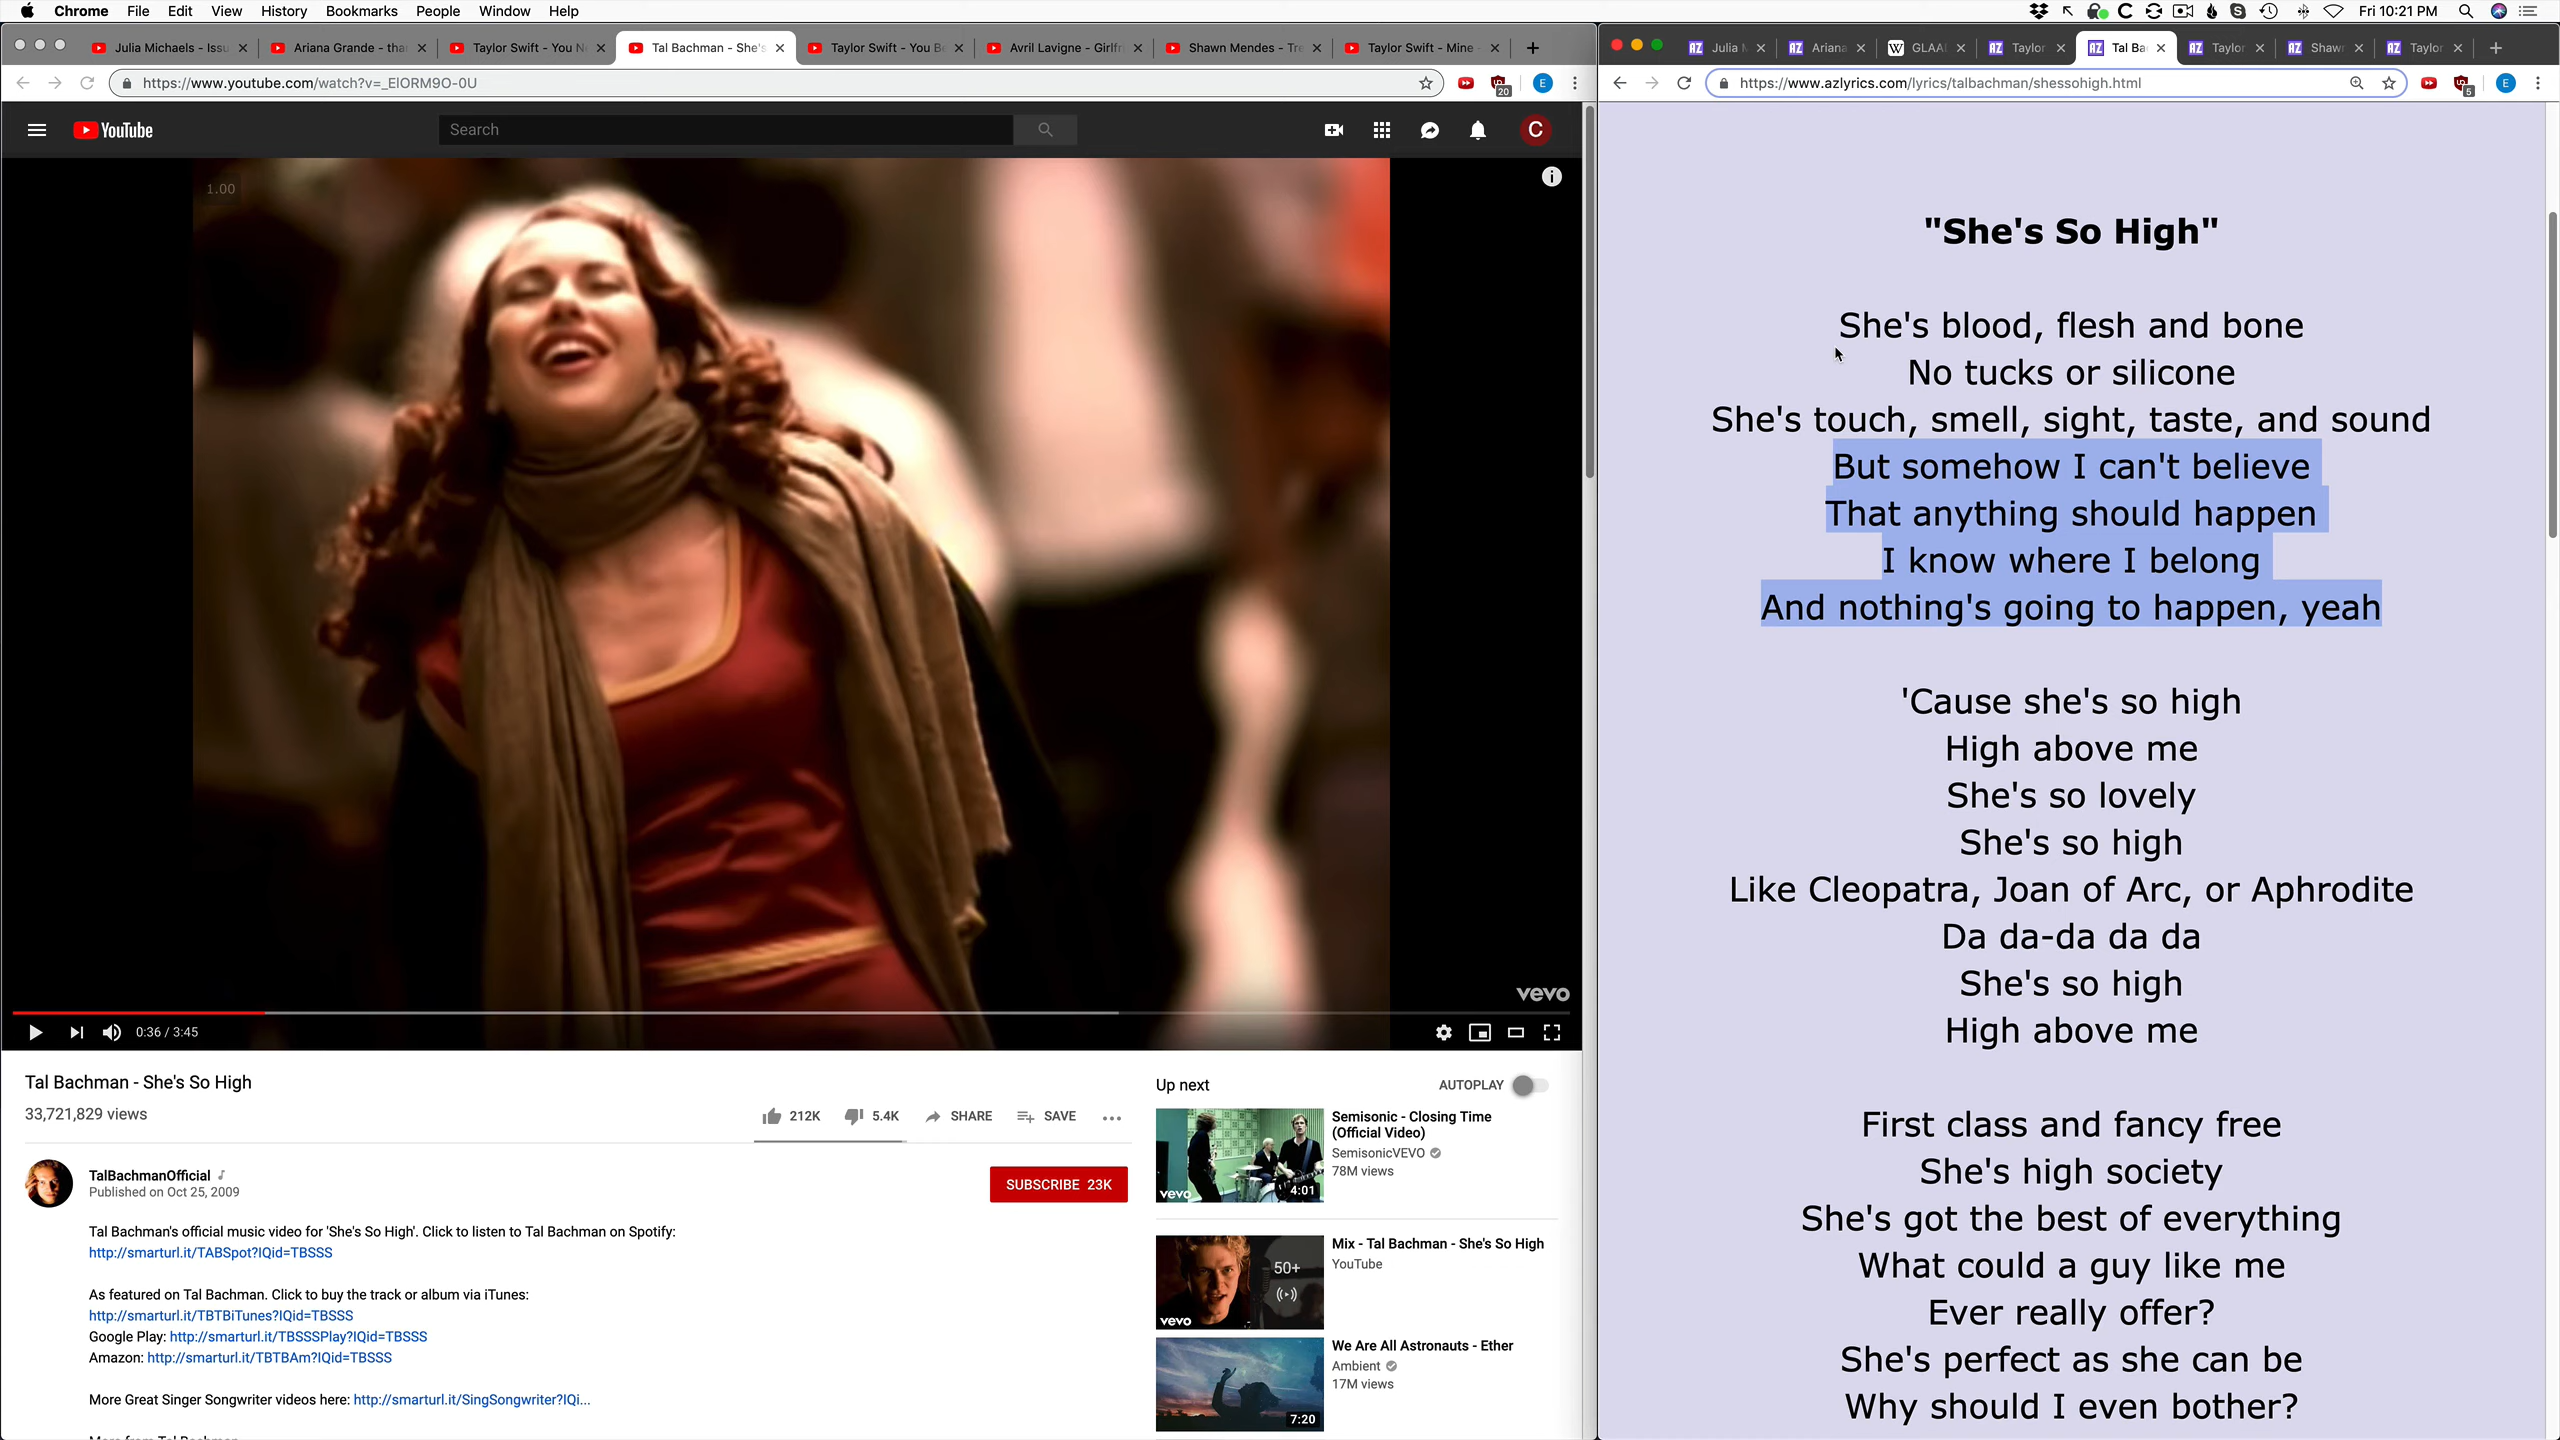 Chrome File Edit View History Bookmarks People Window Help
Fri 10:21 PM
Julia Michaels - Issu
Ariana Grande - tha
Taylor Swift - You N
Tal Bachman - She's
Taylor Swift - You Be
Avril Lavigne - Girlfri
Shawn Mendes - Tre
Taylor Swift - Mine -
https://www.youtube.com/watch?v=_ElORM9O-0U
20
E
YouTube
Search
C
1.00
vevo
0:36 / 3:45
Tal Bachman - She's So High
33,721,829 views
212K 5.4K SHARE SAVE
TalBachmanOfficial
Published on Oct 25, 2009
SUBSCRIBE 23K
Tal Bachman's official music video for 'She's So High'. Click to listen to Tal Bachman on Spotify:
http://smarturl.it/TABSpot?IQid=TBSSS
As featured on Tal Bachman. Click to buy the track or album via iTunes:
http://smarturl.it/TBTBiTunes?IQid=TBSSS
Google Play: http://smarturl.it/TBSSSPlay?IQid=TBSSS
Amazon: http://smarturl.it/TBTBAm?IQid=TBSSS
More Great Singer Songwriter videos here: http://smarturl.it/SingSongwriter?IQi...
Up next
AUTOPLAY
Semisonic - Closing Time
(Official Video)
SemisonicVEVO
78M views
vevo
4:01
Mix - Tal Bachman - She's So High
YouTube
50+
vevo
We Are All Astronauts - Ether
Ambient
17M views
7:20
AZ Julia M
AZ Ariana
W GLAA
AZ Taylor
AZ Tal Ba
AZ Taylor
AZ Shawn
AZ Taylor
https://www.azlyrics.com/lyrics/talbachman/shessohigh.html
5
E
"She's So High"
She's blood, flesh and bone
No tucks or silicone
She's touch, smell, sight, taste, and sound
But somehow I can't believe
That anything should happen
I know where I belong
And nothing's going to happen, yeah
'Cause she's so high
High above me
She's so lovely
She's so high
Like Cleopatra, Joan of Arc, or Aphrodite
Da da-da da da
She's so high
High above me
First class and fancy free
She's high society
She's got the best of everything
What could a guy like me
Ever really offer?
She's perfect as she can be
Why should I even bother?